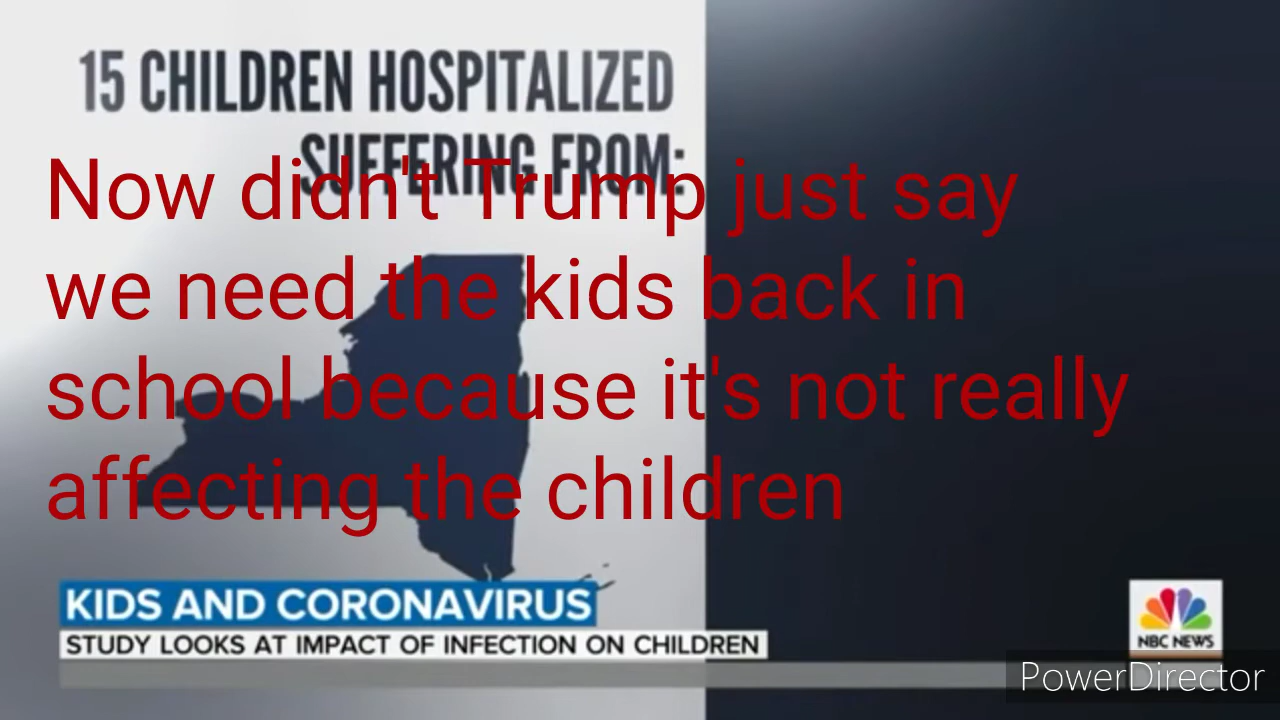 15 CHILDREN HOSPITALIZED
SUFFERING FROM:
Now didn't Trump just say
we need the kids back in
school because it's not really
affecting the children
KIDS AND CORONAVIRUS
STUDY LOOKS AT IMPACT OF INFECTION ON CHILDREN
NBC NEWS
PowerDirector